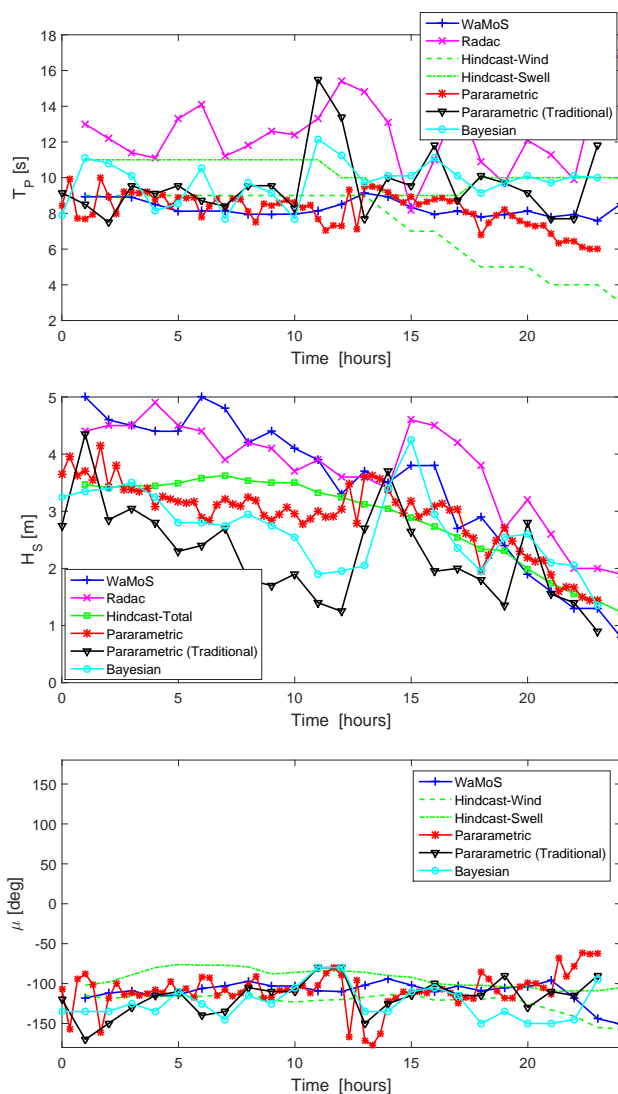 18
16
14
12
10
8
6
4
2
T_P [s]
0
5
10
15
20
Time [hours]
WaMoS
Radac
Hindcast-Wind
Hindcast-Swell
Pararametric
Pararametric (Traditional)
Bayesian
5
4
3
2
1
0
H_S [m]
0
5
10
15
20
Time [hours]
WaMoS
Radac
Hindcast-Total
Pararametric
Pararametric (Traditional)
Bayesian
150
100
50
0
-50
-100
-150
μ [deg]
0
5
10
15
20
Time [hours]
WaMoS
Hindcast-Wind
Hindcast-Swell
Pararametric
Pararametric (Traditional)
Bayesian